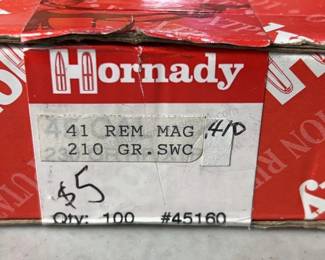 Hornady
41 REM MAG .410
210 GR.SWC
$5
Qty: 100 #45160